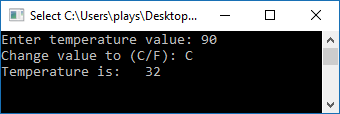 Select C:\Users\plays\Desktop...
Enter temperature value: 90
Change value to (C/F): C
Temperature is:   32